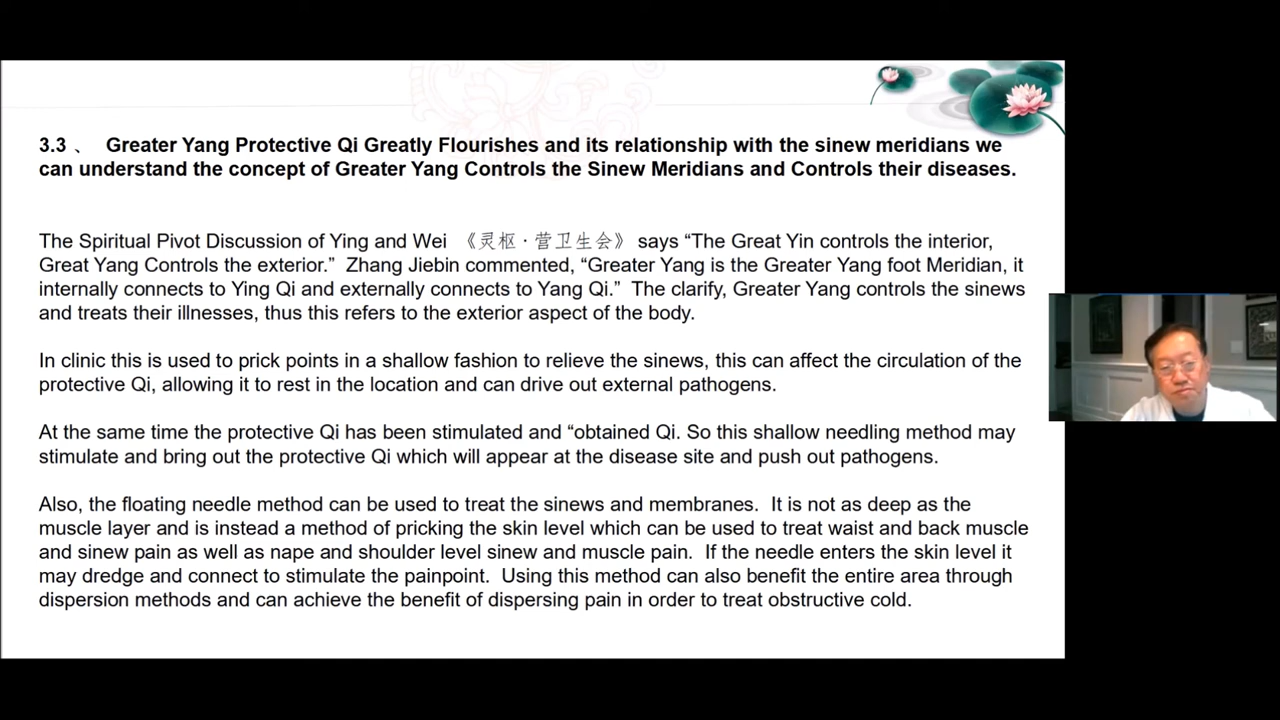 3.3 、 Greater Yang Protective Qi Greatly Flourishes and its relationship with the sinew meridians we
can understand the concept of Greater Yang Controls the Sinew Meridians and Controls their diseases.
The Spiritual Pivot Discussion of Ying and Wei 《灵枢·营卫生会》 says “The Great Yin controls the interior,
Great Yang Controls the exterior.” Zhang Jiebin commented, “Greater Yang is the Greater Yang foot Meridian, it
internally connects to Ying Qi and externally connects to Yang Qi.” The clarify, Greater Yang controls the sinews
and treats their illnesses, thus this refers to the exterior aspect of the body.
In clinic this is used to prick points in a shallow fashion to relieve the sinews, this can affect the circulation of the
protective Qi, allowing it to rest in the location and can drive out external pathogens.
At the same time the protective Qi has been stimulated and “obtained Qi. So this shallow needling method may
stimulate and bring out the protective Qi which will appear at the disease site and push out pathogens.
Also, the floating needle method can be used to treat the sinews and membranes. It is not as deep as the
muscle layer and is instead a method of pricking the skin level which can be used to treat waist and back muscle
and sinew pain as well as nape and shoulder level sinew and muscle pain. If the needle enters the skin level it
may dredge and connect to stimulate the painpoint. Using this method can also benefit the entire area through
dispersion methods and can achieve the benefit of dispersing pain in order to treat obstructive cold.